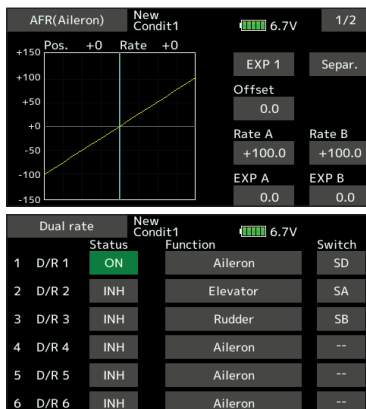 AFR(Aileron) New Condit1 6.7V 1/2
Pos. +0 Rate +0
+150
+100
+50
+0
-50
-100
-150
EXP 1 Separ.
Offset
0.0
Rate A Rate B
+100.0 +100.0
EXP A EXP B
0.0 0.0
Dual rate New Condit1 6.7V
Status Function Switch
1 D/R 1 ON Aileron SD
2 D/R 2 INH Elevator SA
3 D/R 3 INH Rudder SB
4 D/R 4 INH Aileron --
5 D/R 5 INH Aileron --
6 D/R 6 INH Aileron --